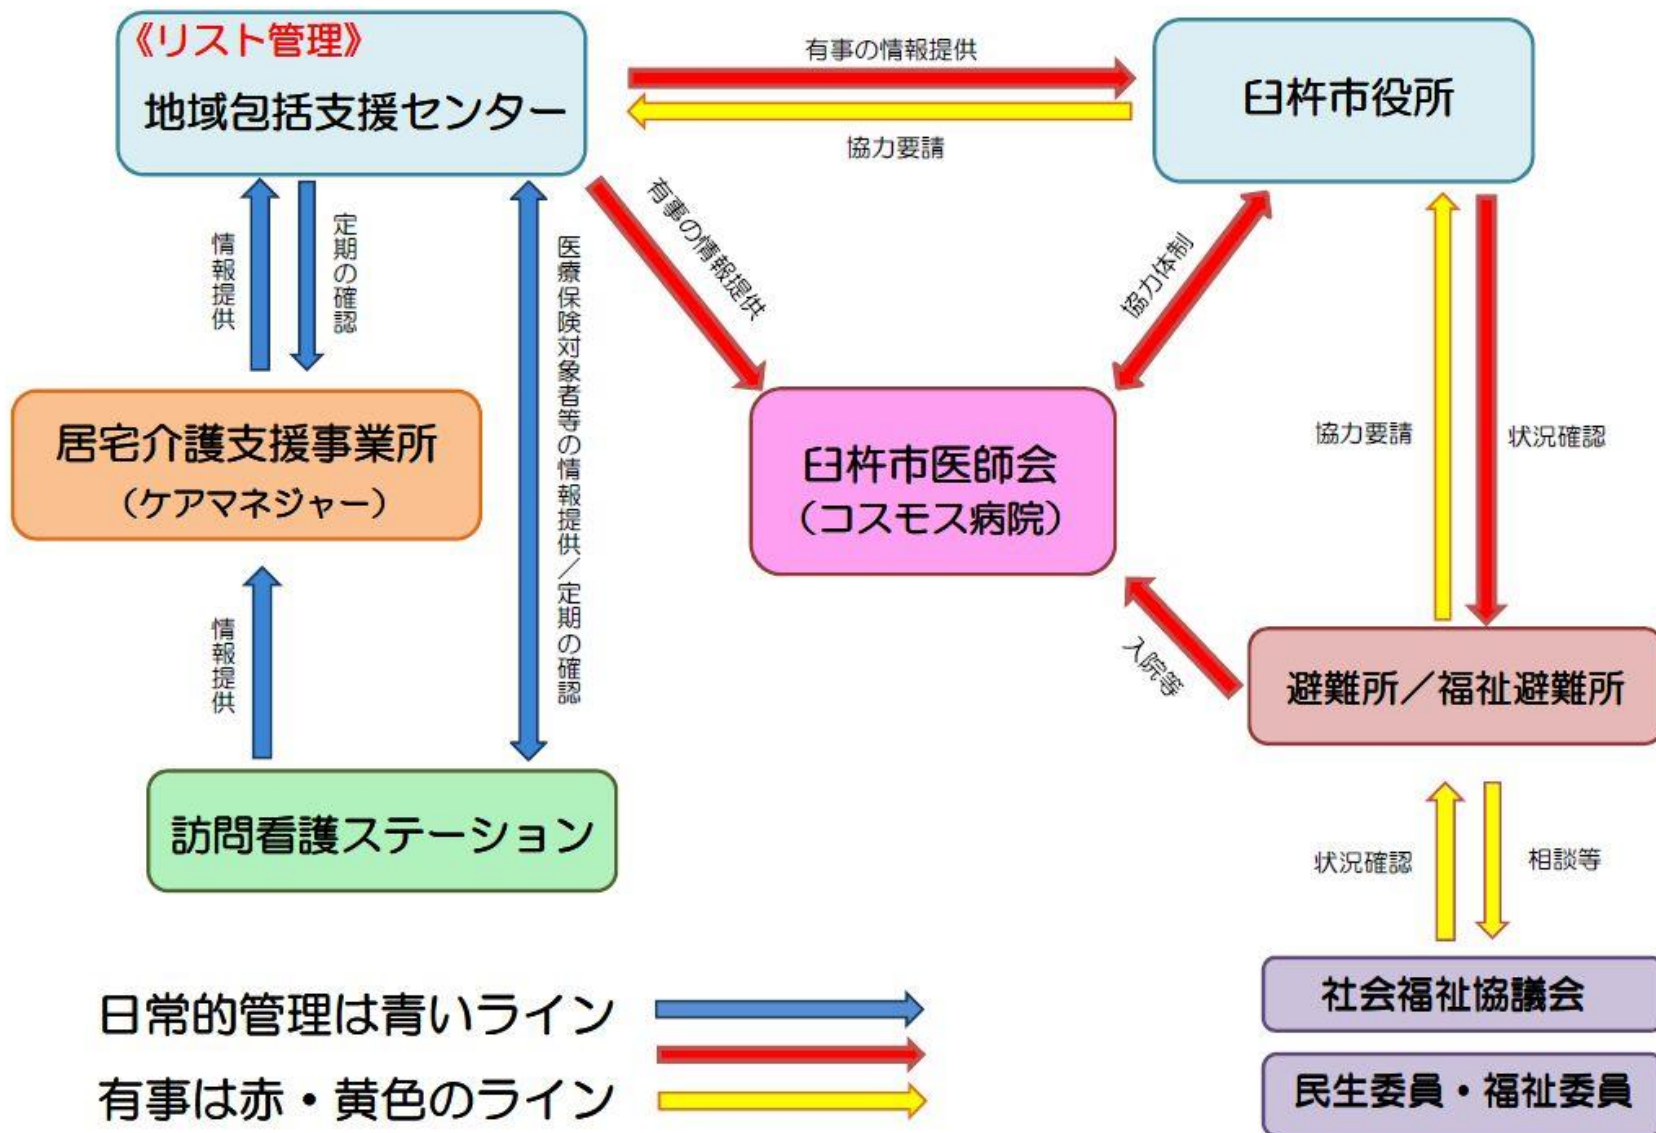 《リスト管理》
地域包括支援センター
有事の情報提供
協力要請
臼杵市役所
情報提供
定期の確認
医療保険対象者等の情報提供／定期の確認
有事の情報提供
協力体制
居宅介護支援事業所
（ケアマネジャー）
臼杵市医師会
（コスモス病院）
協力要請
状況確認
情報提供
入院等
避難所／福祉避難所
訪問看護ステーション
状況確認
相談等
社会福祉協議会
民生委員・福祉委員
日常的管理は青いライン
有事は赤・黄色のライン